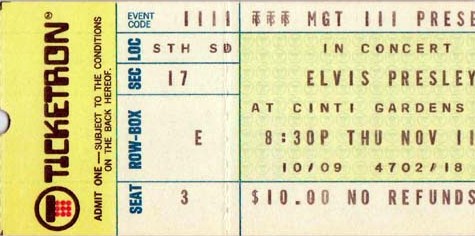 TICKETRON®
ADMIT ONE—SUBJECT TO THE CONDITIONS
ON THE BACK HEREOF.
EVENT CODE IIII
SEC LOC STH SD
17
ROW-BOX E
SEAT 3
MGT III PRESE
IN CONCERT
ELVIS PRESLEY
AT CINTI GARDENS
8:30P THU NOV 11
10/09 4702/18
$10.00 NO REFUNDS